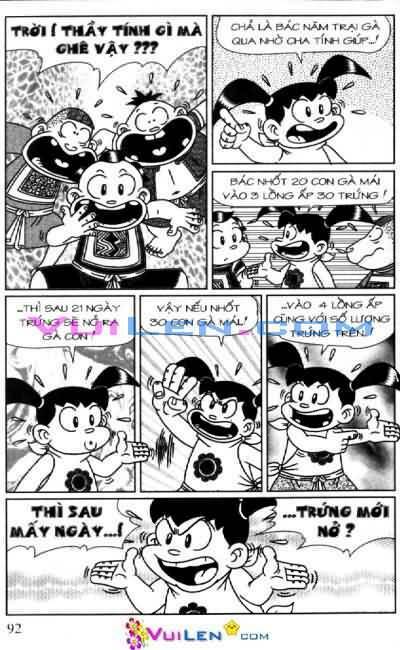 TRỜI Í THẦY TÍNH GÌ MÀ
GHÊ VẬY ???
CHẢ LÀ BÁC NĂM TRẠI GÀ
QUA NHỜ CHA TÍNH GIÚP...!
BÁC NHỐT 20 CON GÀ MÁI
VÀO 3 LỒNG ẤP 30 TRỨNG !
..THÌ SAU 21 NGÀY
TRỨNG SẼ NỞ RA
GÀ CON !
VẬY NẾU NHỐT
30 CON GÀ MÁI..
..VÀO 4 LỒNG ẤP
CŨNG VỚI SỐ LƯỢNG
TRỨNG TRÊN..
VUILEN.COM
THÌ SAU
MẤY NGÀY...Í
...TRỨNG MỚI
NỞ ?
92
VUILEN.COM